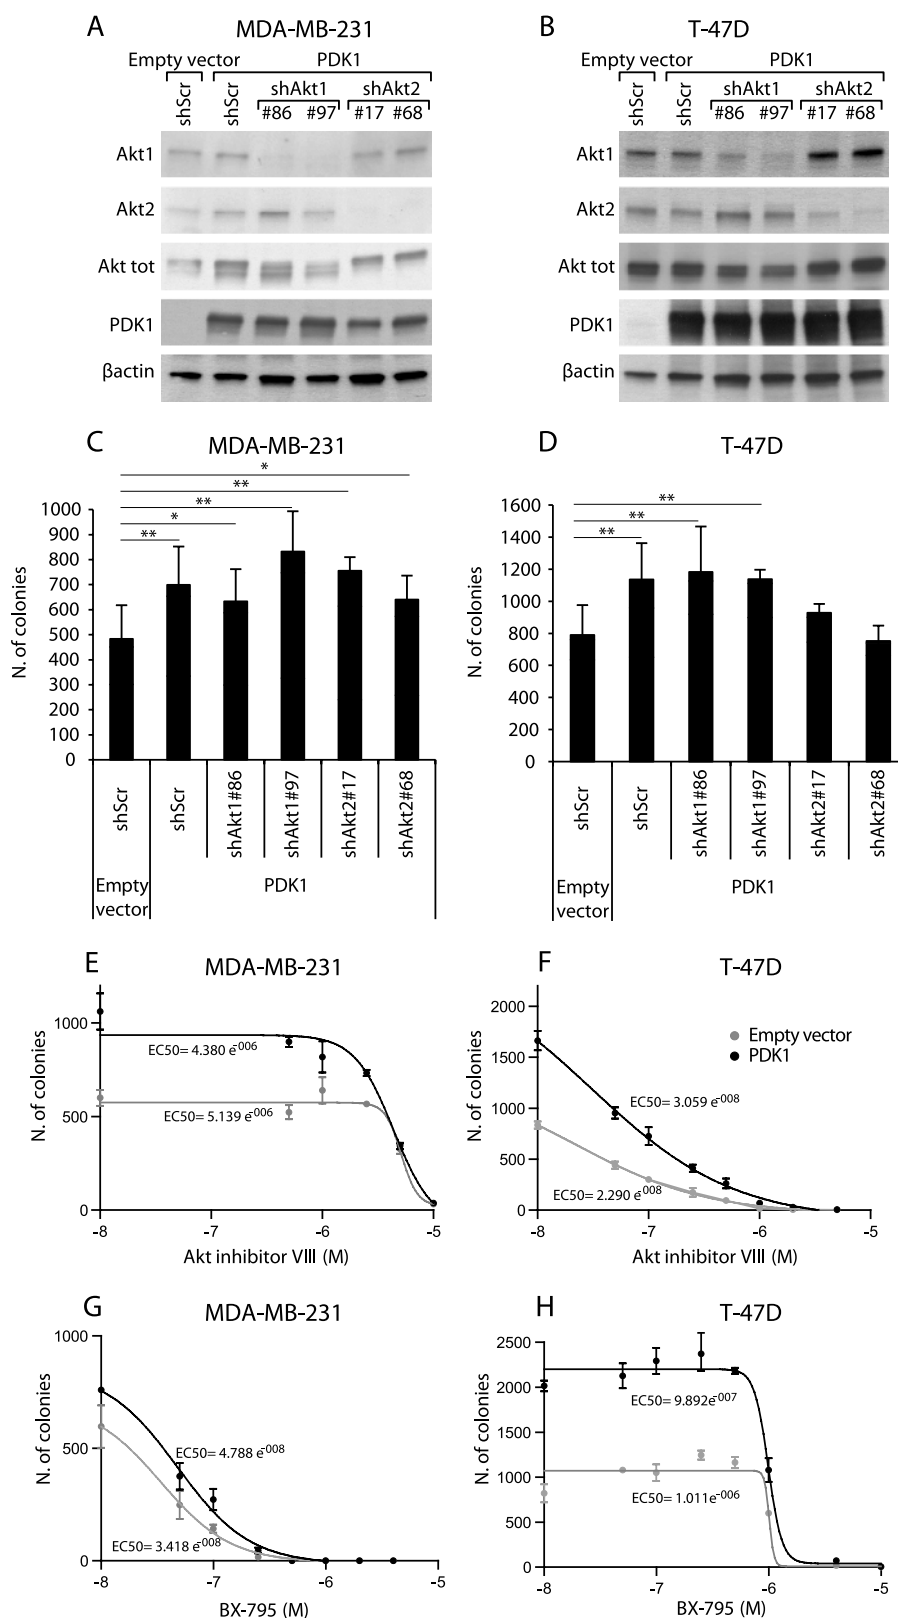 A MDA-MB-231
Empty vector PDK1
shScr shScr shAkt1 shAkt2
#86 #97 #17 #68
Akt1
Akt2
Akt tot
PDK1
βactin
B T-47D
Empty vector PDK1
shScr shScr shAkt1 shAkt2
#86 #97 #17 #68
Akt1
Akt2
Akt tot
PDK1
βactin
C MDA-MB-231
*
**
**
*
**
N. of colonies
1000
900
800
700
600
500
400
300
200
100
0
shScr shScr shAkt1#86 shAkt1#97 shAkt2#17 shAkt2#68
Empty vector PDK1
D T-47D
**
**
**
N. of colonies
1600
1400
1200
1000
800
600
400
200
0
shScr shScr shAkt1#86 shAkt1#97 shAkt2#17 shAkt2#68
Empty vector PDK1
E MDA-MB-231
N. of colonies
1000
500
0
EC50= 4.380 e-006
EC50= 5.139 e-006
-8 -7 -6 -5
Akt inhibitor VIII (M)
F T-47D
N. of colonies
2000
1500
1000
500
0
Empty vector
PDK1
EC50= 3.059 e-008
EC50= 2.290 e-008
-8 -7 -6 -5
Akt inhibitor VIII (M)
G MDA-MB-231
N. of colonies
1000
500
0
EC50= 4.788 e-008
EC50= 3.418 e-008
-8 -7 -6 -5
BX-795 (M)
H T-47D
N. of colonies
2500
2000
1500
1000
500
0
EC50= 9.892e-007
EC50= 1.011e-006
-8 -7 -6 -5
BX-795 (M)